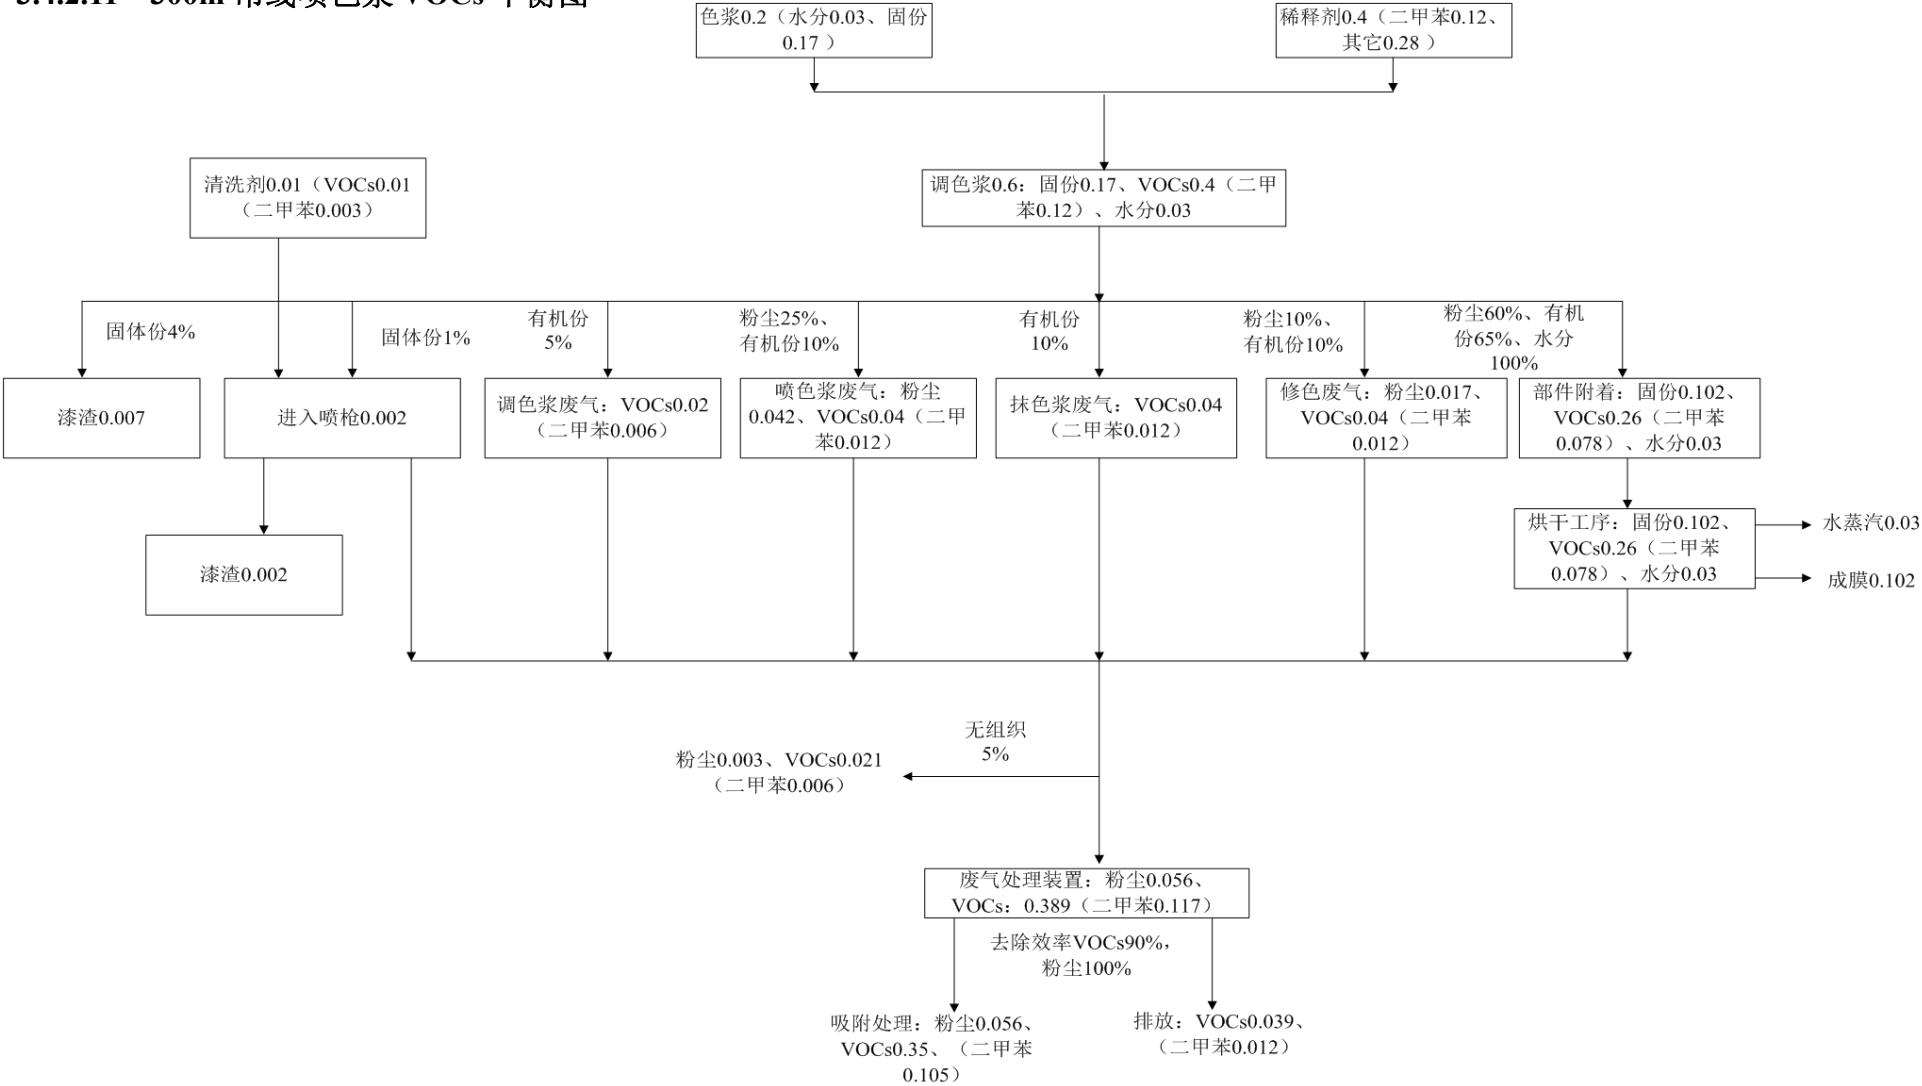 色浆0.2（水分0.03、固份
0.17 ）
稀释剂0.4（二甲苯0.12、
其它0.28 ）
清洗剂0.01（VOCs0.01
（二甲苯0.003）
调色浆0.6：固份0.17、VOCs0.4（二甲
苯0.12）、水分0.03
固体份4%
固体份1%
有机份
5%
粉尘25%、
有机份10%
有机份
10%
粉尘10%、
有机份10%
粉尘60%、有机
份65%、水分
100%
漆渣0.007
进入喷枪0.002
调色浆废气：VOCs0.02
（二甲苯0.006）
喷色浆废气：粉尘
0.042、VOCs0.04（二甲
苯0.012）
抹色浆废气：VOCs0.04
（二甲苯0.012）
修色废气：粉尘0.017、
VOCs0.04（二甲苯
0.012）
部件附着：固份0.102、
VOCs0.26（二甲苯
0.078）、水分0.03
漆渣0.002
烘干工序：固份0.102、
VOCs0.26（二甲苯
0.078）、水分0.03
水蒸汽0.03
成膜0.102
无组织
5%
粉尘0.003、VOCs0.021
（二甲苯0.006）
废气处理装置：粉尘0.056、
VOCs：0.389（二甲苯0.117）
去除效率VOCs90%，
粉尘100%
吸附处理：粉尘0.056、
VOCs0.35、（二甲苯
0.105）
排放：VOCs0.039、
（二甲苯0.012）